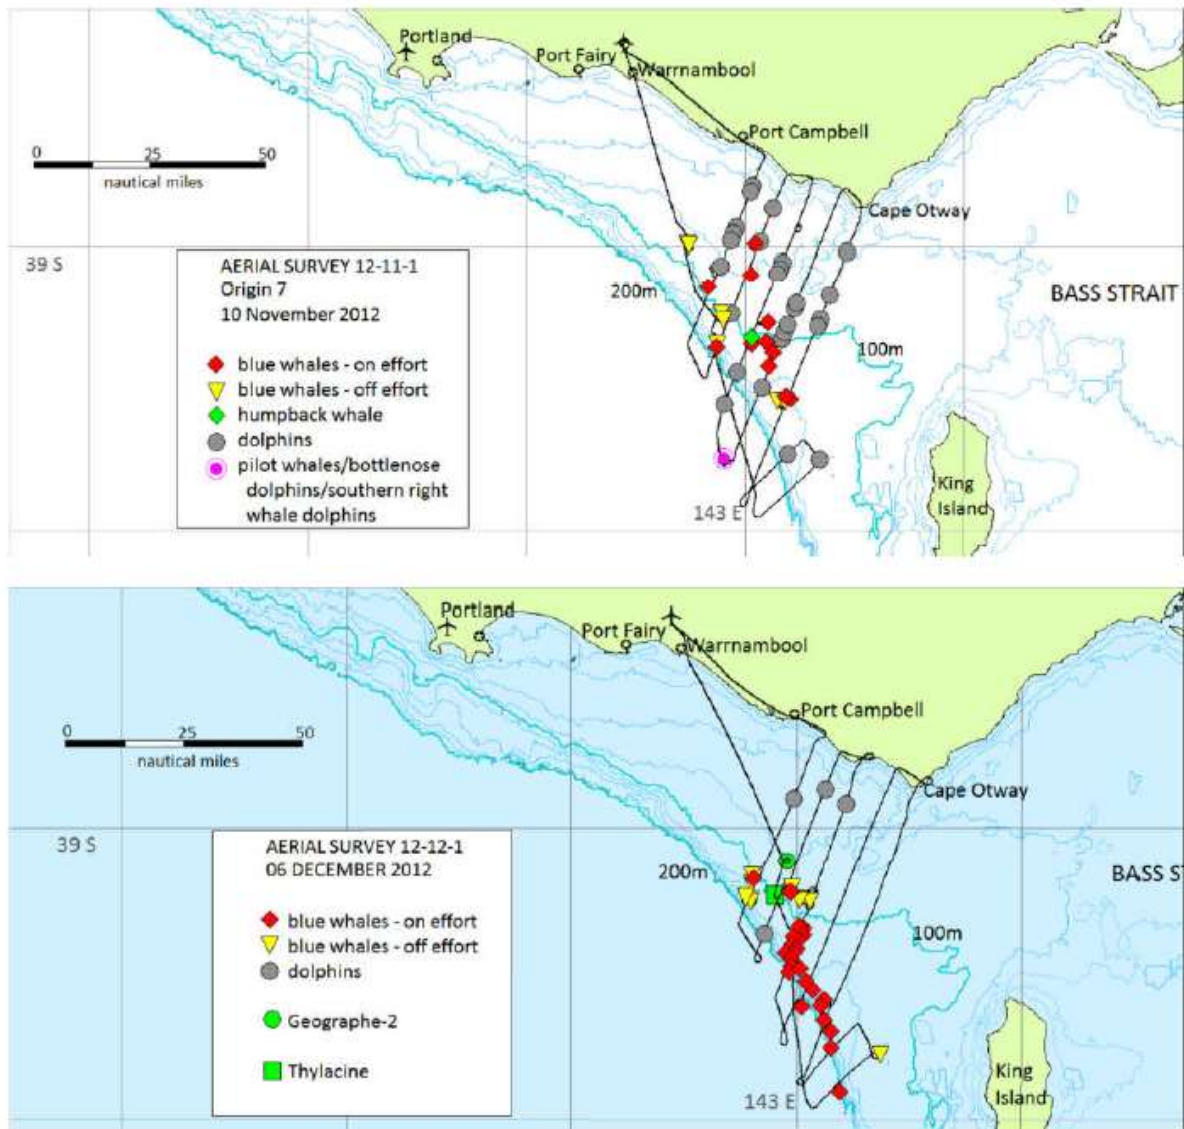 Portland
Port Fairy
Warrnambool
Port Campbell
0 25 50
nautical miles
Cape Otway
39 S
AERIAL SURVEY 12-11-1
Origin 7
10 November 2012
200m
BASS STRAIT
100m
blue whales - on effort
blue whales - off effort
humpback whale
dolphins
pilot whales/bottlenose
dolphins/southern right
whale dolphins
King
Island
143 E
Portland
Port Fairy
Warrnambool
Port Campbell
0 25 50
nautical miles
Cape Otway
39 S
AERIAL SURVEY 12-12-1
06 DECEMBER 2012
200m
BASS S
100m
blue whales - on effort
blue whales - off effort
dolphins
Geographe-2
Thylacine
King
Island
143 E